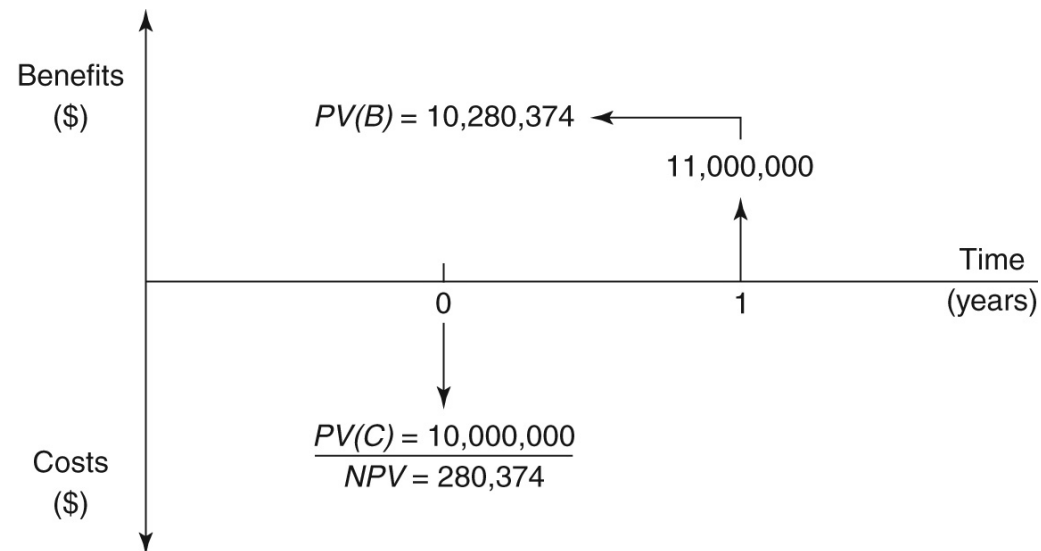 Benefits
($)
PV(B) = 10,280,374
11,000,000
Time
(years)
0
1
PV(C) = 10,000,000
NPV = 280,374
Costs
($)